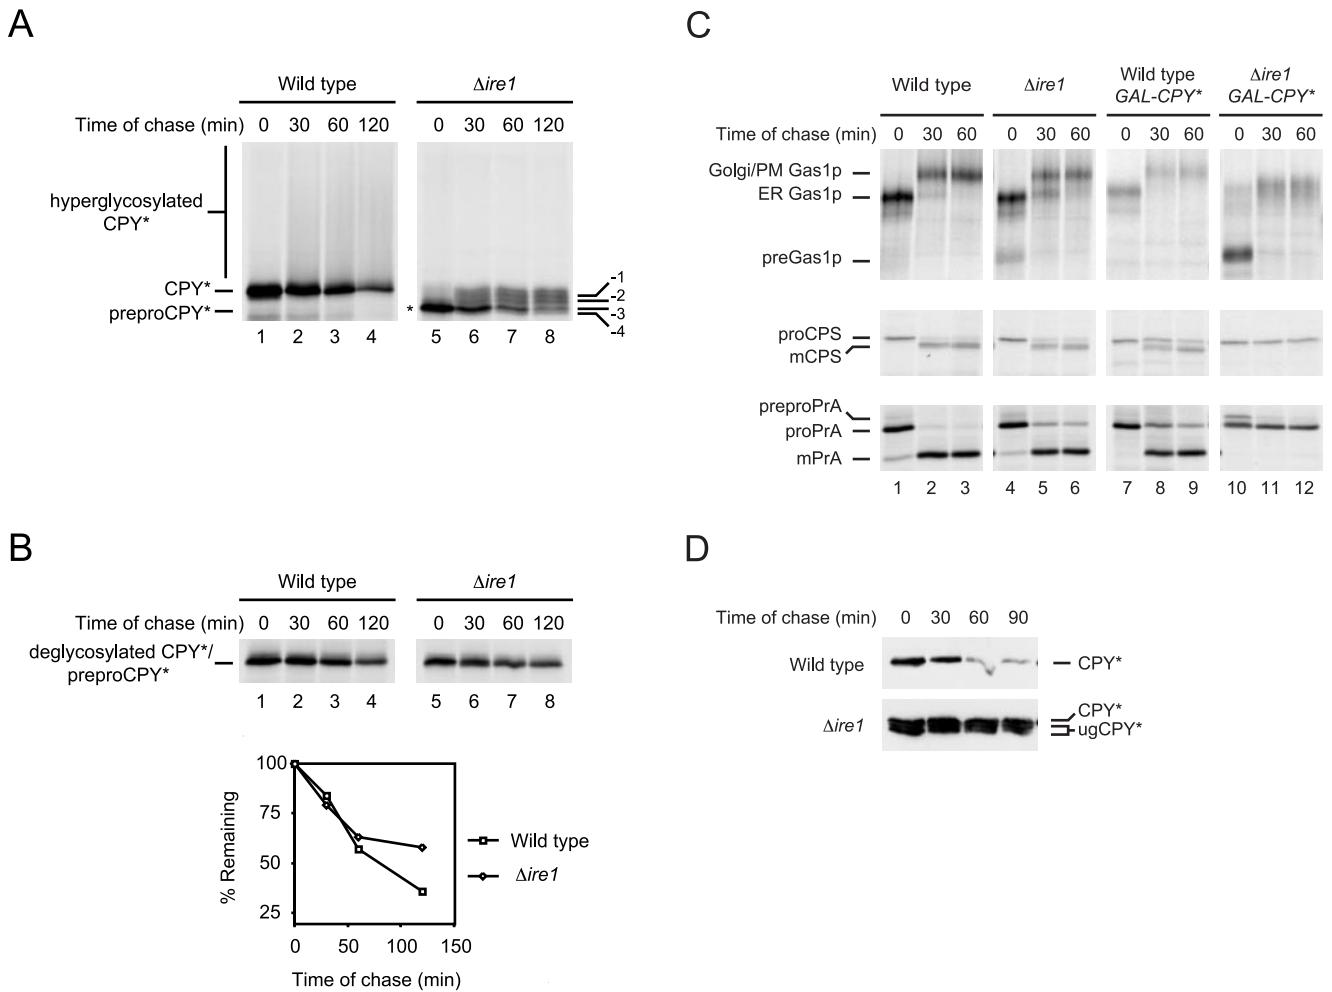 A
Wild type
Δire1
Time of chase (min) 0 30 60 120 0 30 60 120
hyperglycosylated
CPY*
CPY*
preproCPY*
*
-1
-2
-3
-4
1 2 3 4 5 6 7 8
B
Wild type
Δire1
Time of chase (min) 0 30 60 120 0 30 60 120
deglycosylated CPY*/
preproCPY*
1 2 3 4 5 6 7 8
100
75
50
25
% Remaining
0 50 100 150
Time of chase (min)
Wild type
Δire1
C
Wild type
Δire1
Wild type
GAL-CPY*
Δire1
GAL-CPY*
Time of chase (min) 0 30 60 0 30 60 0 30 60 0 30 60
Golgi/PM Gas1p
ER Gas1p
preGas1p
proCPS
mCPS
preproPrA
proPrA
mPrA
1 2 3 4 5 6 7 8 9 10 11 12
D
Time of chase (min) 0 30 60 90
Wild type
CPY*
Δire1
CPY*
ugCPY*